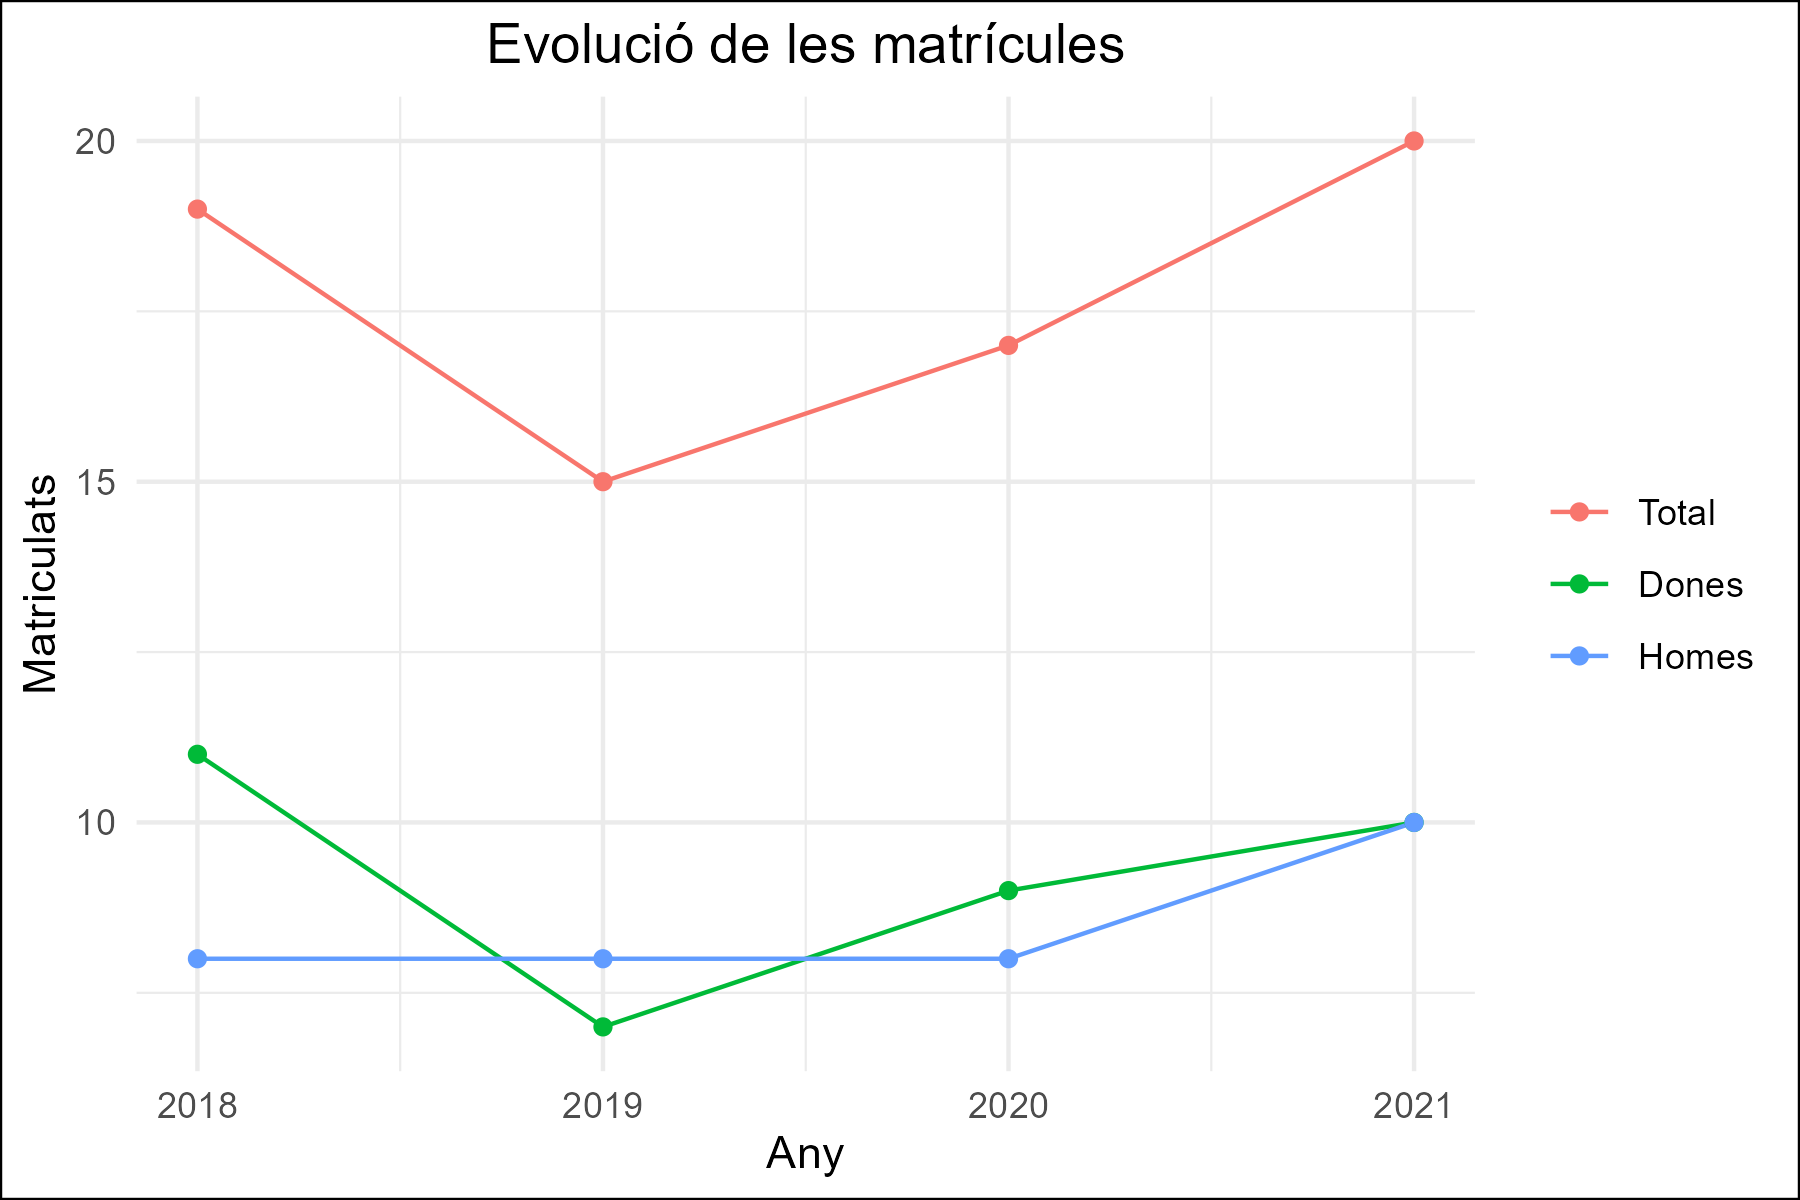 Evolució de les matrícules
20
15
10
Matriculats
2018
2019
2020
2021
Any
Total
Dones
Homes